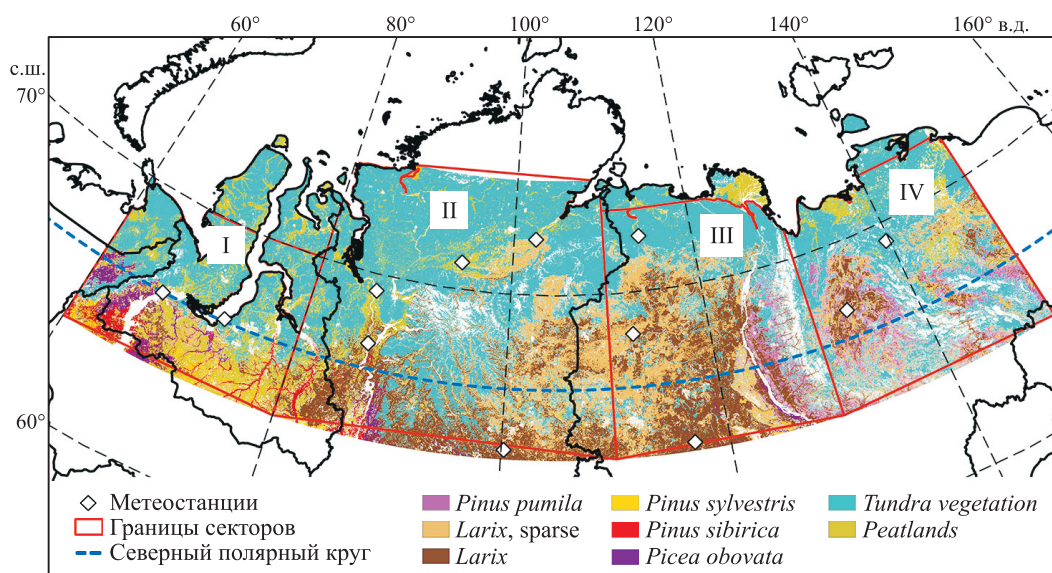 60° 80° 100° 120° 140° 160° в.д.
с.ш.
70°
60°
I
II
III
IV
Метеостанции
Границы секторов
Северный полярный круг
Pinus pumila
Larix, sparse
Larix
Pinus sylvestris
Pinus sibirica
Picea obovata
Tundra vegetation
Peatlands